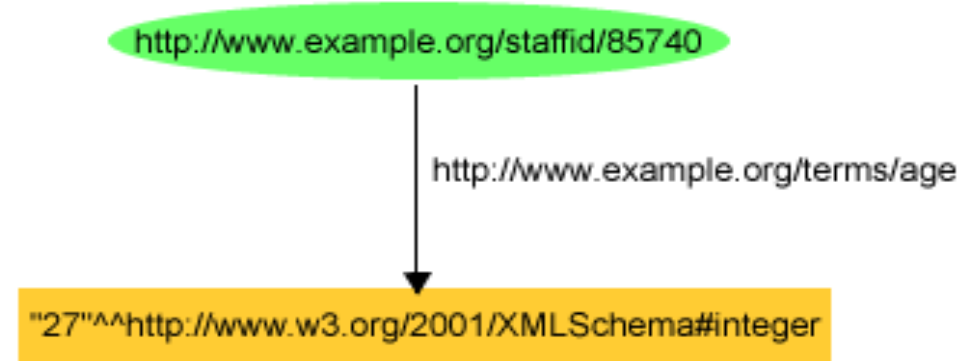 http://www.example.org/staffid/85740
http://www.example.org/terms/age
"27"^^http://www.w3.org/2001/XMLSchema#integer